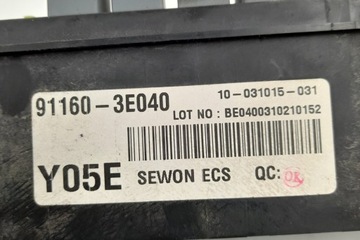 10-031015-031
91160-3E040
LOT NO : BE0400310210152
Y05E SEWON ECS QC: OK